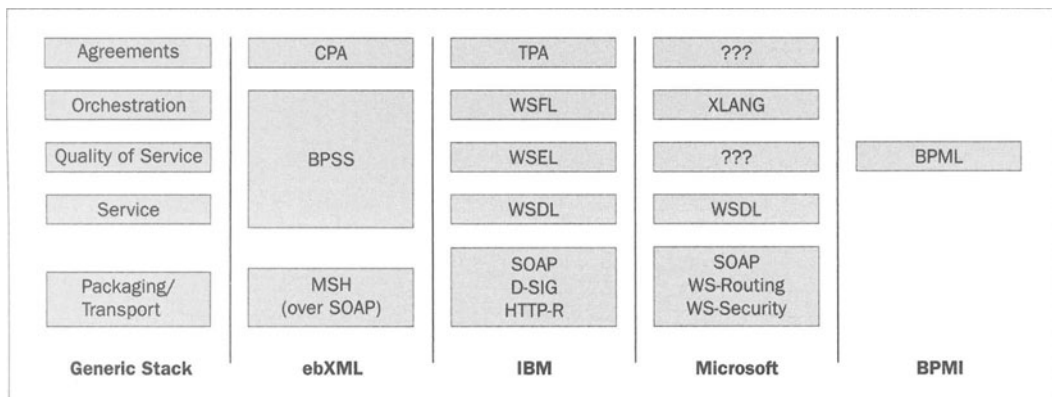 Agreements
CPA
TPA
???
Orchestration
BPSS
WSFL
XLANG
Quality of Service
WSEL
???
BPML
Service
WSDL
WSDL
Packaging/
Transport
MSH
(over SOAP)
SOAP
D-SIG
HTTP-R
SOAP
WS-Routing
WS-Security
Generic Stack
ebXML
IBM
Microsoft
BPMI